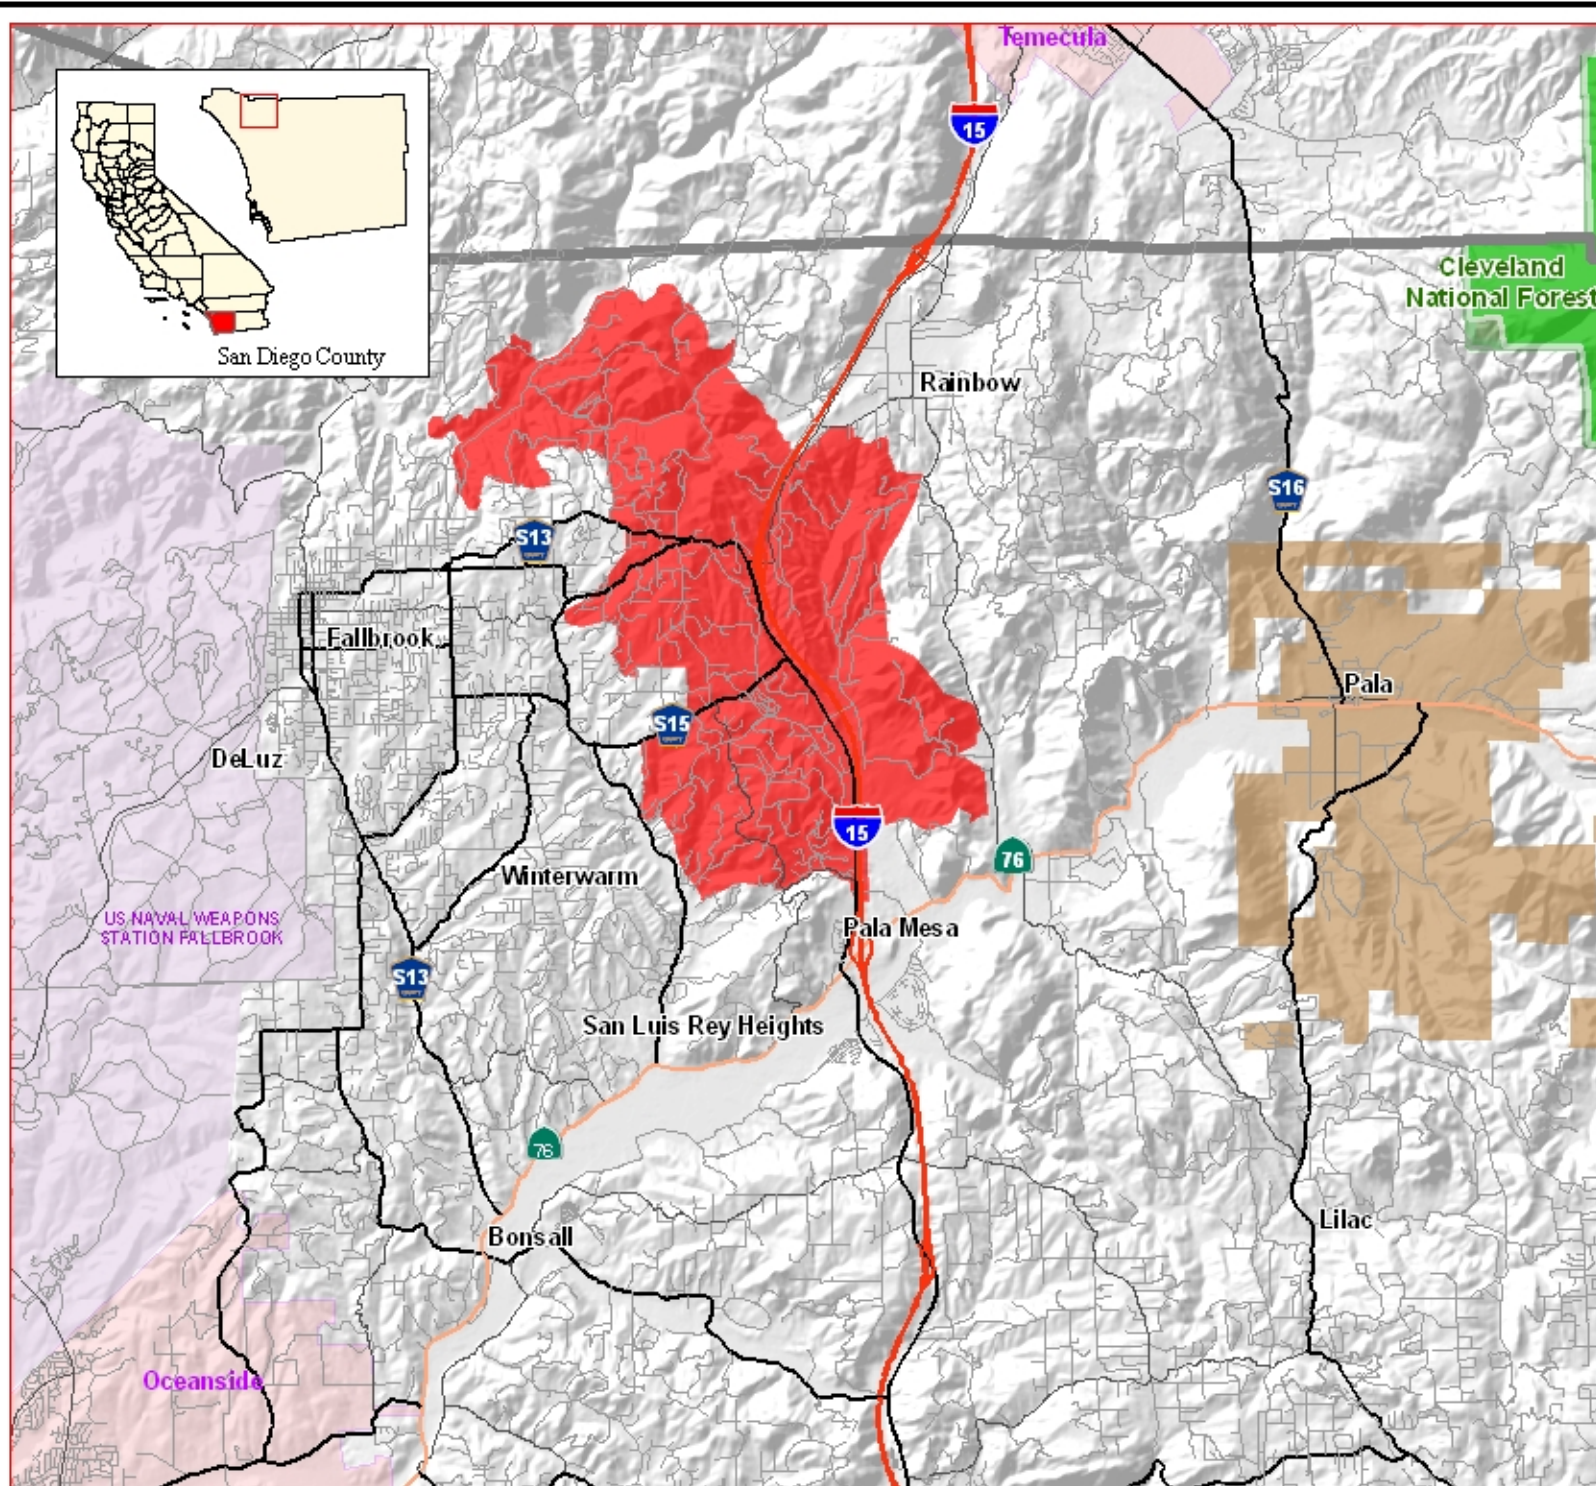 Temecula
15
San Diego County
Cleveland
National Forest
Rainbow
S16
S13
Fallbrook
Pala
S15
DeLuz
15
76
Winterwarm
US NAVAL WEAPONS
STATION FALLBROOK
Pala Mesa
S13
San Luis Rey Heights
76
Lilac
Bonsall
Oceanside